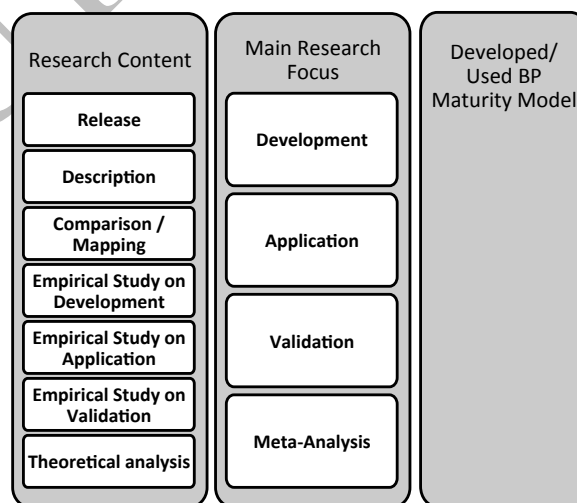 Research Content
Release
Description
Comparison /
Mapping
Empirical Study on
Development
Empirical Study on
Application
Empirical Study on
Validation
Theoretical analysis
Main Research
Focus
Development
Application
Validation
Meta-Analysis
Developed/
Used BP
Maturity Model